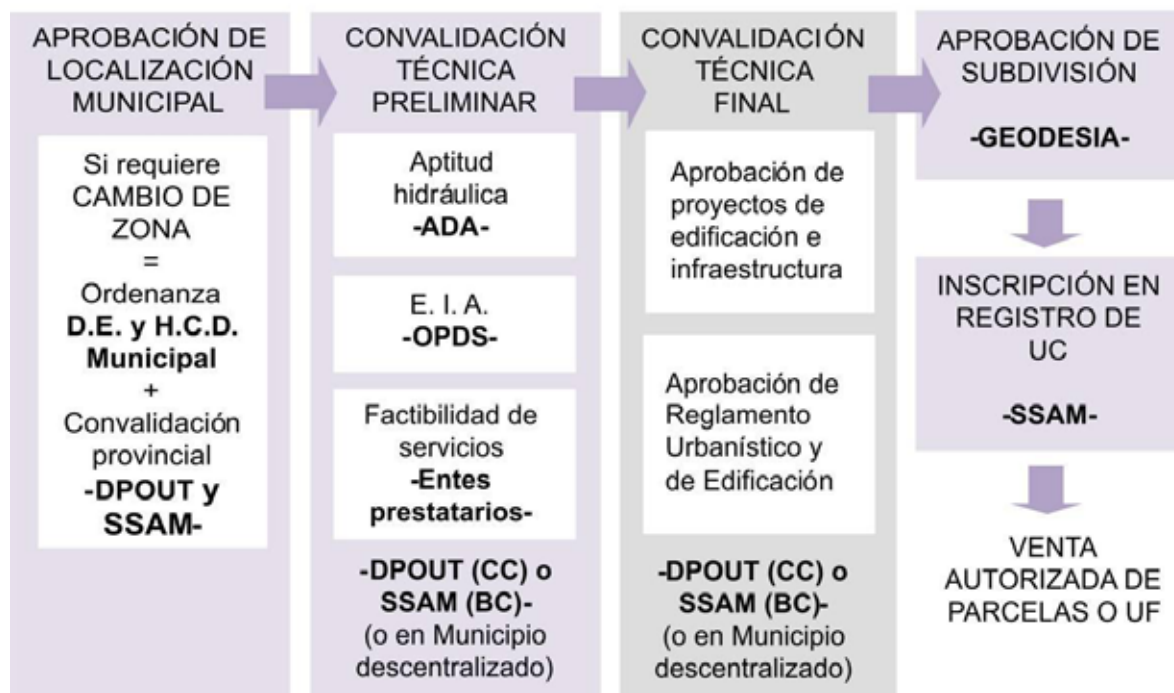 APROBACIÓN DE
LOCALIZACIÓN
MUNICIPAL
Si requiere
CAMBIO DE
ZONA
=
Ordenanza
D.E. y H.C.D.
Municipal
+
Convalidación
provincial
-DPOUT y
SSAM-
CONVALIDACIÓN
TÉCNICA
PRELIMINAR
Aptitud
hidráulica
-ADA-
E. I. A.
-OPDS-
Factibilidad de
servicios
-Entes
prestatarios-
-DPOUT (CC) o
SSAM (BC)-
(o en Municipio
descentralizado)
CONVALIDACIÓN
TÉCNICA
FINAL
Aprobación de
proyectos de
edificación e
infraestructura
Aprobación de
Reglamento
Urbanístico y
de Edificación
-DPOUT (CC) o
SSAM (BC)-
(o en Municipio
descentralizado)
APROBACIÓN DE
SUBDIVISIÓN
-GEODESIA-
INSCRIPCIÓN EN
REGISTRO DE
UC
-SSAM-
VENTA
AUTORIZADA DE
PARCELAS O UF